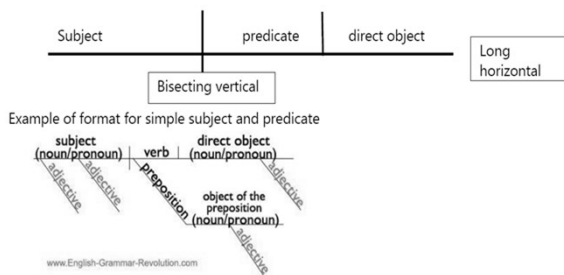 Subject predicate direct object
Long
horizontal
Bisecting vertical
Example of format for simple subject and predicate
subject verb direct object
(noun/pronoun) (noun/pronoun)
adjective adjective preposition adjective
object of the
preposition
(noun/pronoun)
adjective
www.English-Grammar-Revolution.com